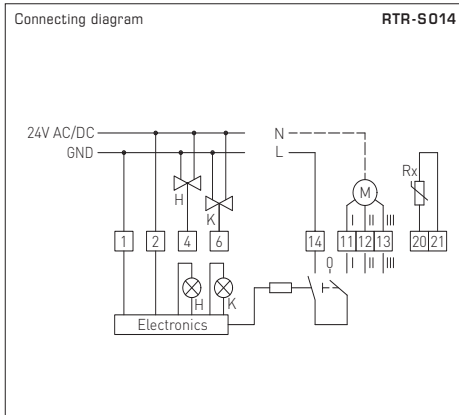 Connecting diagram RTR-S014
24V AC/DC N
GND L
Rx
H
M
K
I II III
1 2 4 6 14 11 12 13 20 21
0 I II III
H K
Electronics